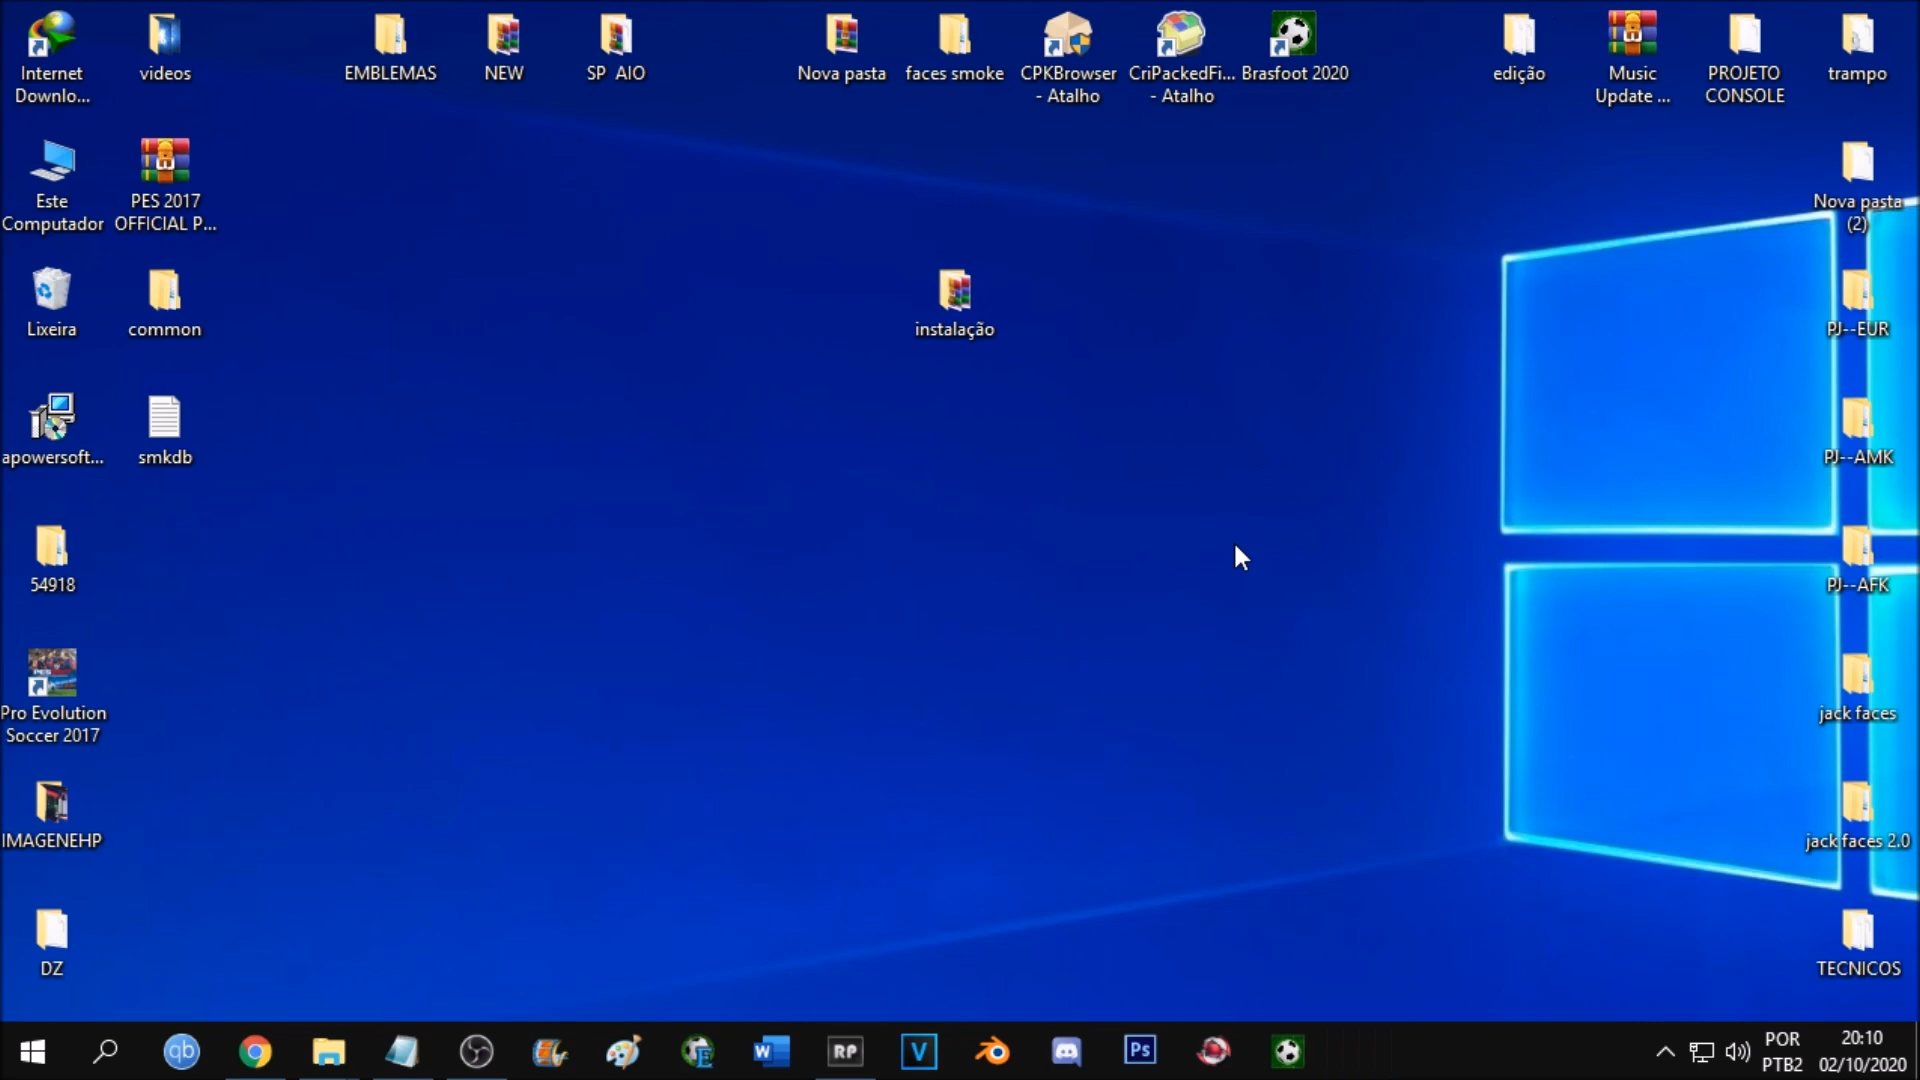 Internet
Downlo...
videos
EMBLEMAS
NEW
SP AIO
Nova pasta
faces smoke
CPKBrowser
- Atalho
CriPackedFi...
- Atalho
Brasfoot 2020
edição
Music
Update ...
PROJETO
CONSOLE
trampo
Este
Computador
PES 2017
OFFICIAL P...
Nova pasta
(2)
Lixeira
common
instalação
PJ--EUR
apowersoft...
smkdb
PJ--AMK
54918
PJ--AFK
Pro Evolution
Soccer 2017
jack faces
IMAGENEHP
jack faces 2.0
DZ
TECNICOS
qb
E
W
RP
V
Ps
POR
PTB2
20:10
02/10/2020